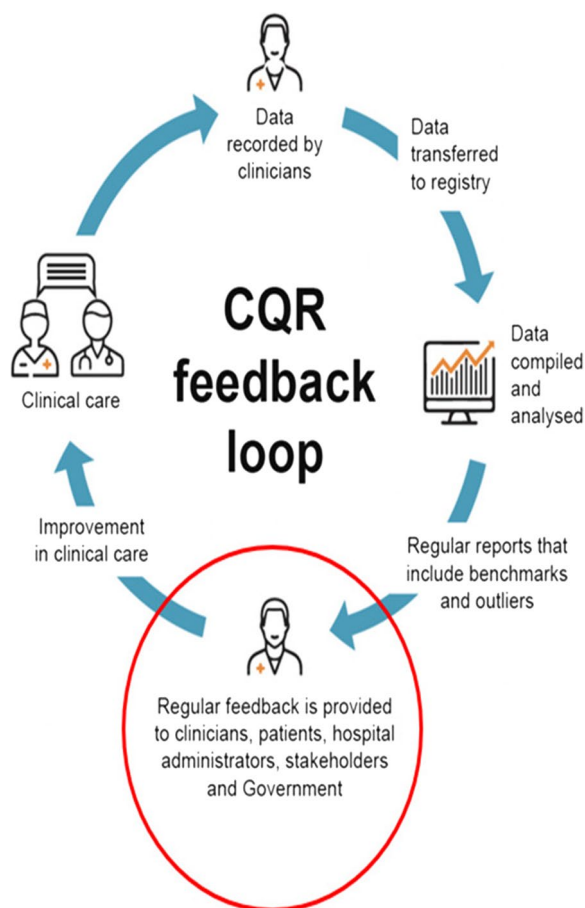 Data
recorded by
clinicians
Data
transferred
to registry
CQR
feedback
loop
Data
compiled
and
analysed
Clinical care
Improvement
in clinical care
Regular reports that
include benchmarks
and outliers
Regular feedback is provided
to clinicians, patients, hospital
administrators, stakeholders
and Government